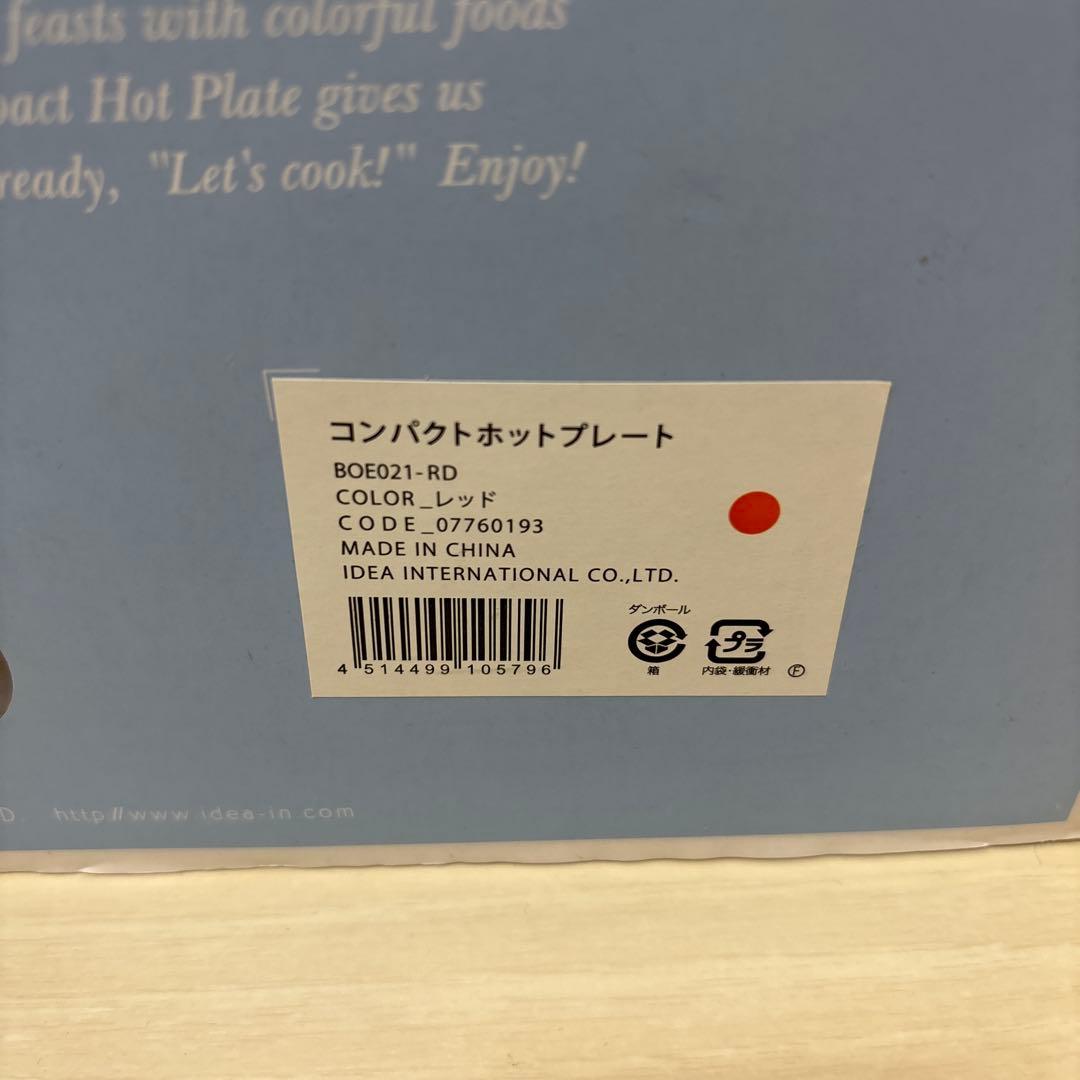 feasts with colorful foods
Hot Plate gives us
ready, "Let's cook!" Enjoy!
コンパクトホットプレート
BOE021-RD
COLOR_レッド
CODE_07760193
MADE IN CHINA
IDEA INTERNATIONAL CO.,LTD.
4 514499 105796
ダンボール
箱
プラ
内袋・緩衝材
F
D. http://www.idea-in.com